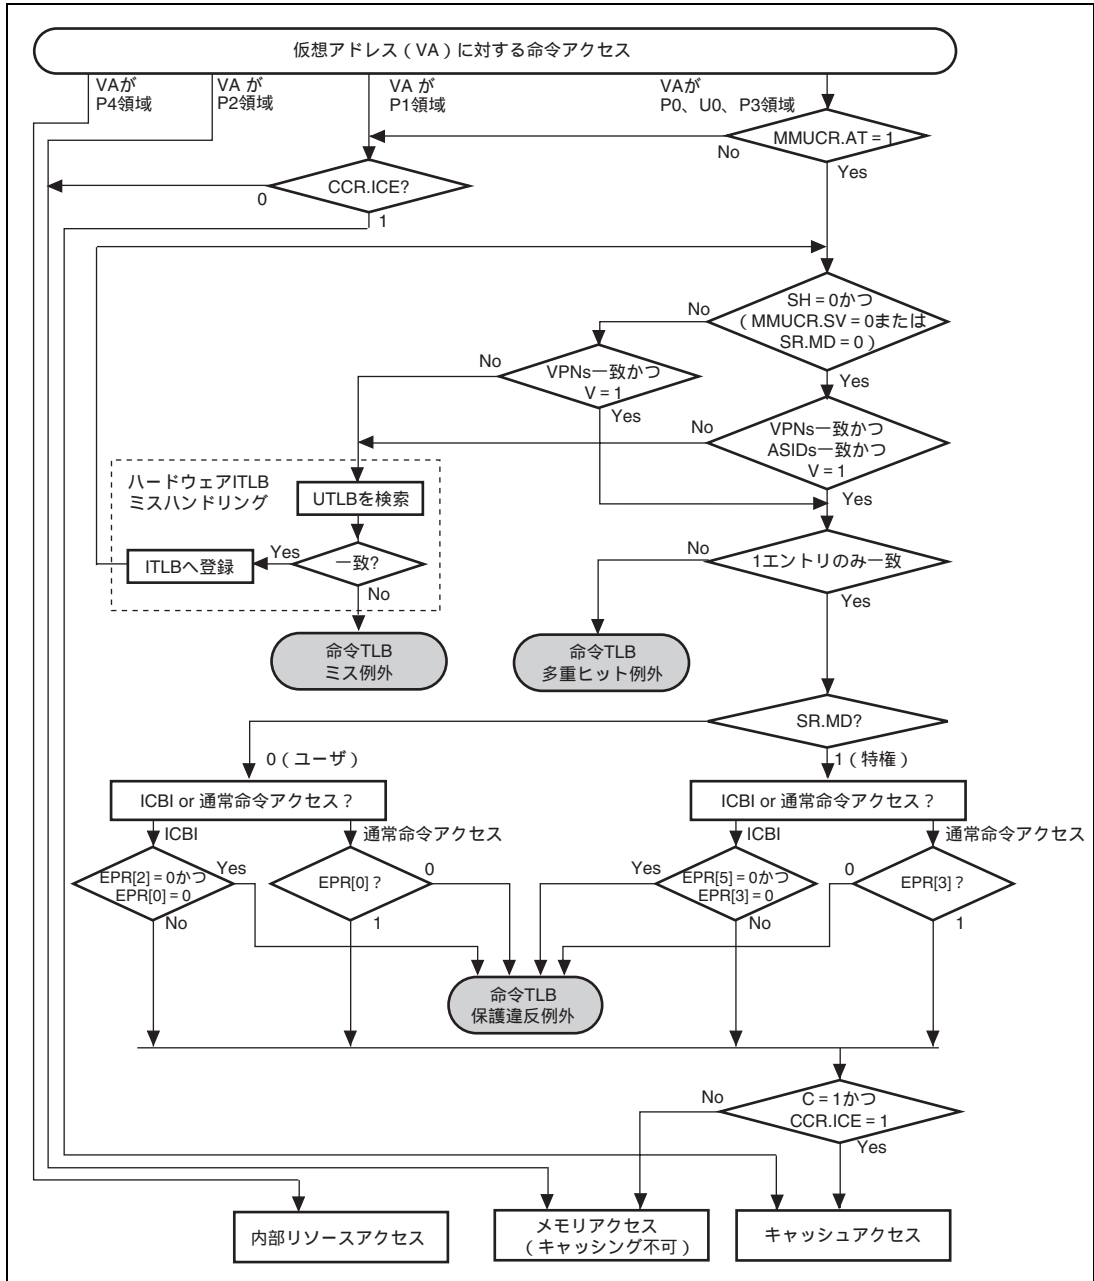 仮想アドレス（VA）に対する命令アクセス
VAが
P4領域
VA が
P2領域
VA が
P1領域
VAが
P0、U0、P3領域
MMUCR.AT = 1
No
Yes
CCR.ICE?
0
1
SH = 0かつ
（MMUCR.SV = 0または
SR.MD = 0）
No
Yes
VPNs一致かつ
V = 1
No
Yes
VPNs一致かつ
ASIDs一致かつ
V = 1
No
Yes
ハードウェアITLB
ミスハンドリング
UTLBを検索
一致?
Yes
No
ITLBへ登録
1エントリのみ一致
No
Yes
命令TLB
ミス例外
命令TLB
多重ヒット例外
SR.MD?
0（ユーザ）
1（特権）
ICBI or 通常命令アクセス？
ICBI or 通常命令アクセス？
ICBI
通常命令アクセス
ICBI
通常命令アクセス
EPR[2] = 0かつ
EPR[0] = 0
Yes
No
EPR[0]？
0
1
EPR[5] = 0かつ
EPR[3] = 0
Yes
No
EPR[3]？
0
1
命令TLB
保護違反例外
C = 1かつ
CCR.ICE = 1
No
Yes
内部リソースアクセス
メモリアクセス
（キャッシング不可）
キャッシュアクセス